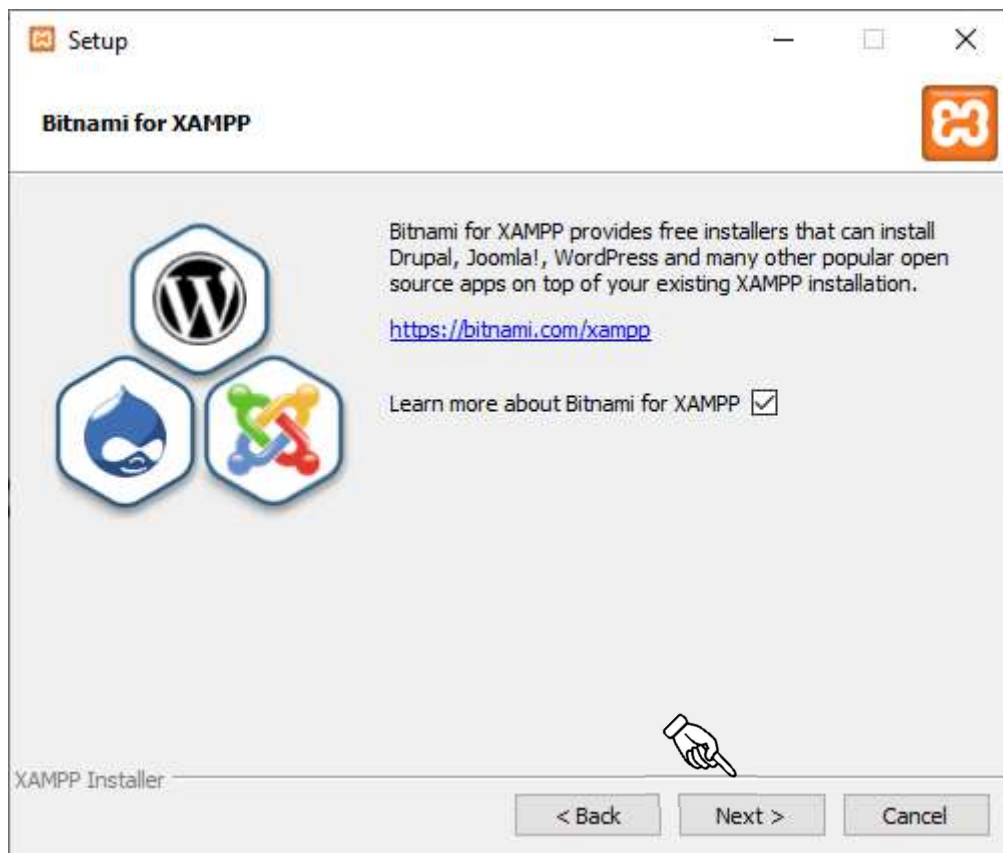 Setup
Bitnami for XAMPP
Bitnami for XAMPP provides free installers that can install
Drupal, Joomla!, WordPress and many other popular open
source apps on top of your existing XAMPP installation.
https://bitnami.com/xampp
Learn more about Bitnami for XAMPP
XAMPP Installer
< Back
Next >
Cancel